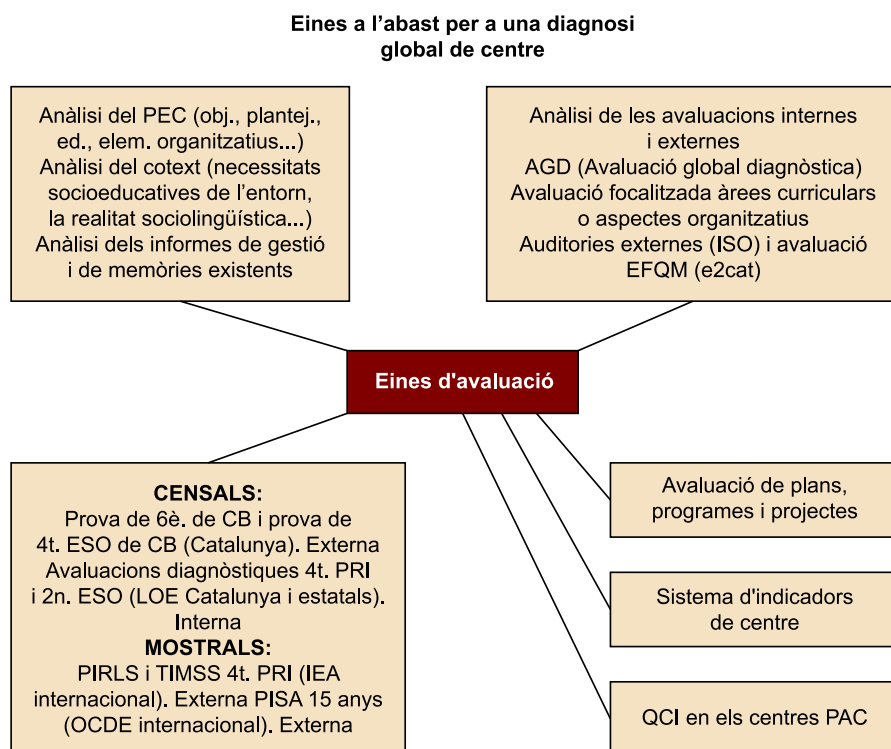 Eines a l’abast per a una diagnosi
global de centre
Anàlisi del PEC (obj., plantej.,
ed., elem. organitzatius...)
Anàlisi del cotext (necessitats
socioeducatives de l’entorn,
la realitat sociolingüística...)
Anàlisi dels informes de gestió
i de memòries existents
Anàlisi de les avaluacions internes
i externes
AGD (Avaluació global diagnòstica)
Avaluació focalitzada àrees curriculars
o aspectes organitzatius
Auditories externes (ISO) i avaluació
EFQM (e2cat)
Eines d'avaluació
CENSALS:
Prova de 6è. de CB i prova de
4t. ESO de CB (Catalunya). Externa
Avaluacions diagnòstiques 4t. PRI
i 2n. ESO (LOE Catalunya i estatals).
Interna
MOSTRALS:
PIRLS i TIMSS 4t. PRI (IEA
internacional). Externa PISA 15 anys
(OCDE internacional). Externa
Avaluació de plans,
programes i projectes
Sistema d'indicadors
de centre
QCI en els centres PAC